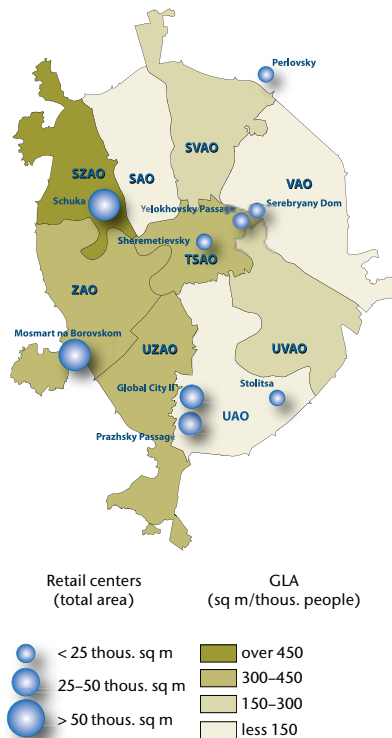 Perlovsky
SVAO
SZAO
SAO
VAO
Schuka
Yelokhovsky Passage
Serebryany Dom
Sheremetievsky
TSAO
ZAO
Mosmart na Borovskom
UZAO
UVAO
Global City II
Stolitsa
UAO
Prazhsky Passage
Retail centers
(total area)
< 25 thous. sq m
25–50 thous. sq m
> 50 thous. sq m
GLA
(sq m/thous. people)
over 450
300–450
150–300
less 150